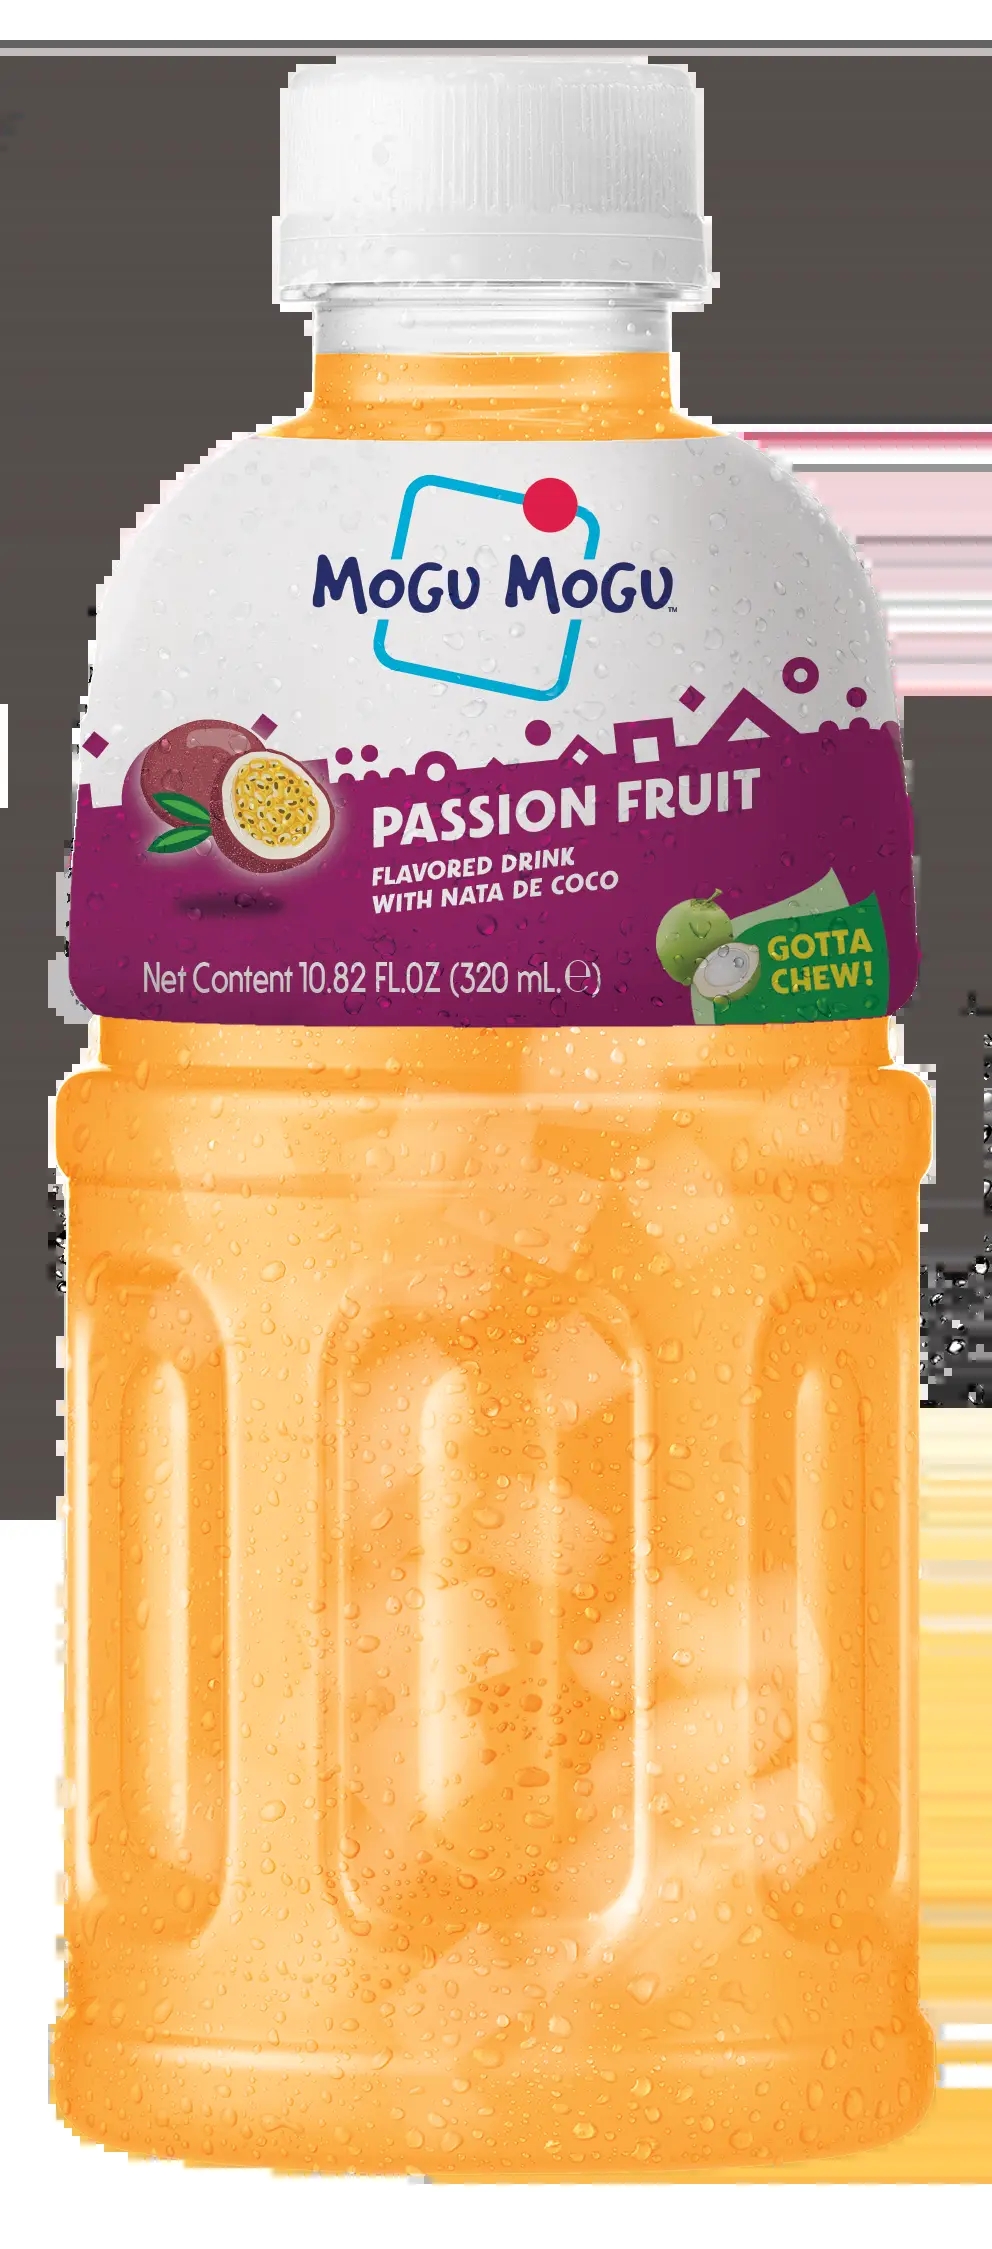 MOGU MOGU™
PASSION FRUIT
FLAVORED DRINK
WITH NATA DE COCO
GOTTA
CHEW!
Net Content 10.82 FL.OZ (320 mL.℮)